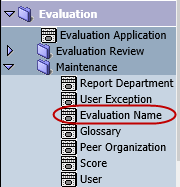 Evaluation
Evaluation Application
Evaluation Review
Maintenance
Report Department
User Exception
Evaluation Name
Glossary
Peer Organization
Score
User